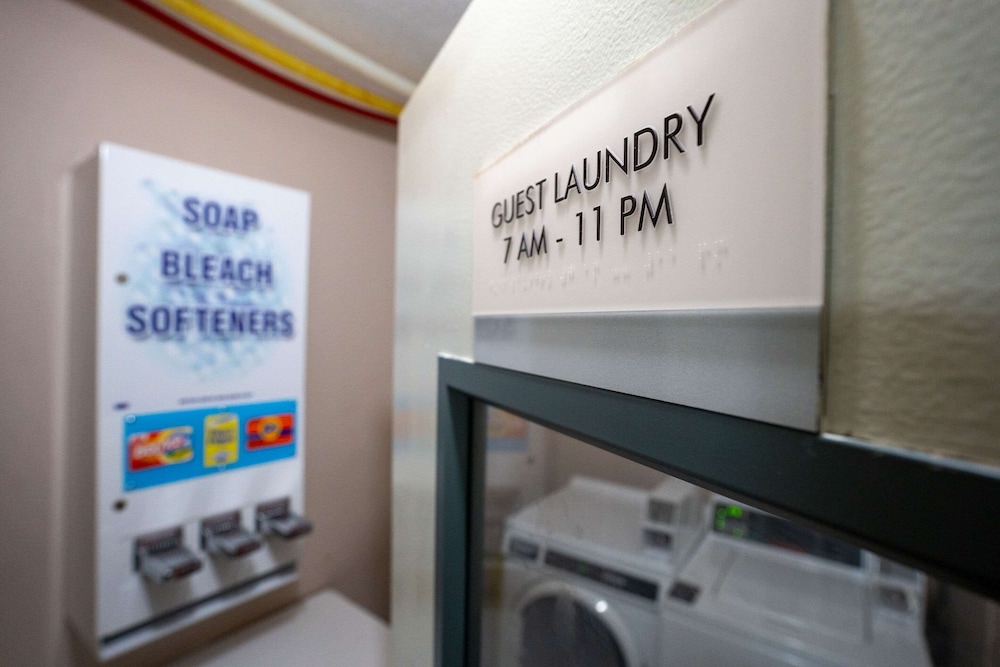 SOAP
BLEACH
SOFTENERS
GUEST LAUNDRY
7 AM - 11 PM